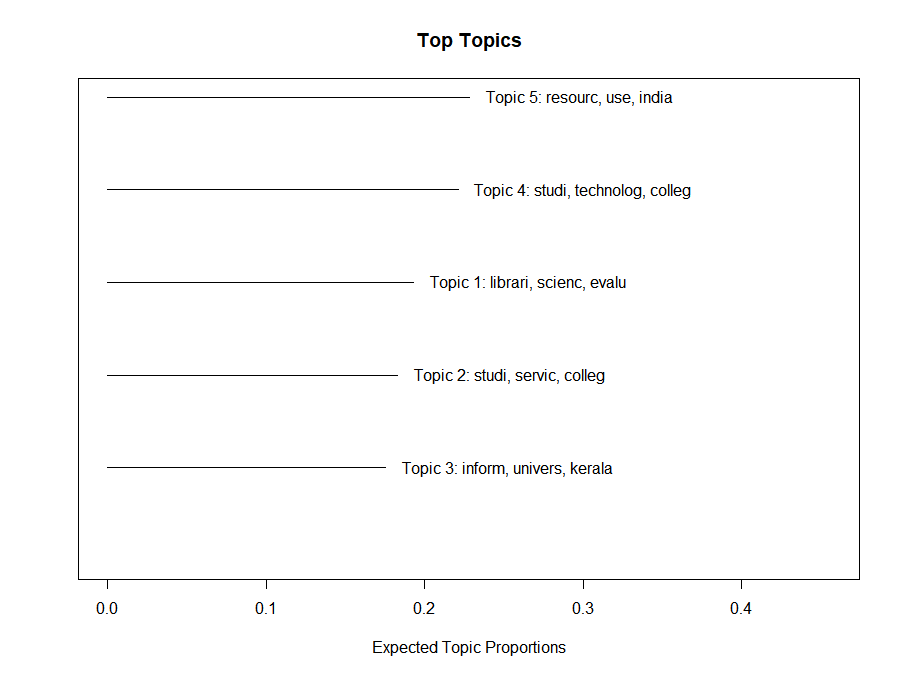 Top Topics
Topic 5: resourc, use, india
Topic 4: studi, technolog, colleg
Topic 1: librari, scienc, evalu
Topic 2: studi, servic, colleg
Topic 3: inform, univers, kerala
0.0 0.1 0.2 0.3 0.4
Expected Topic Proportions